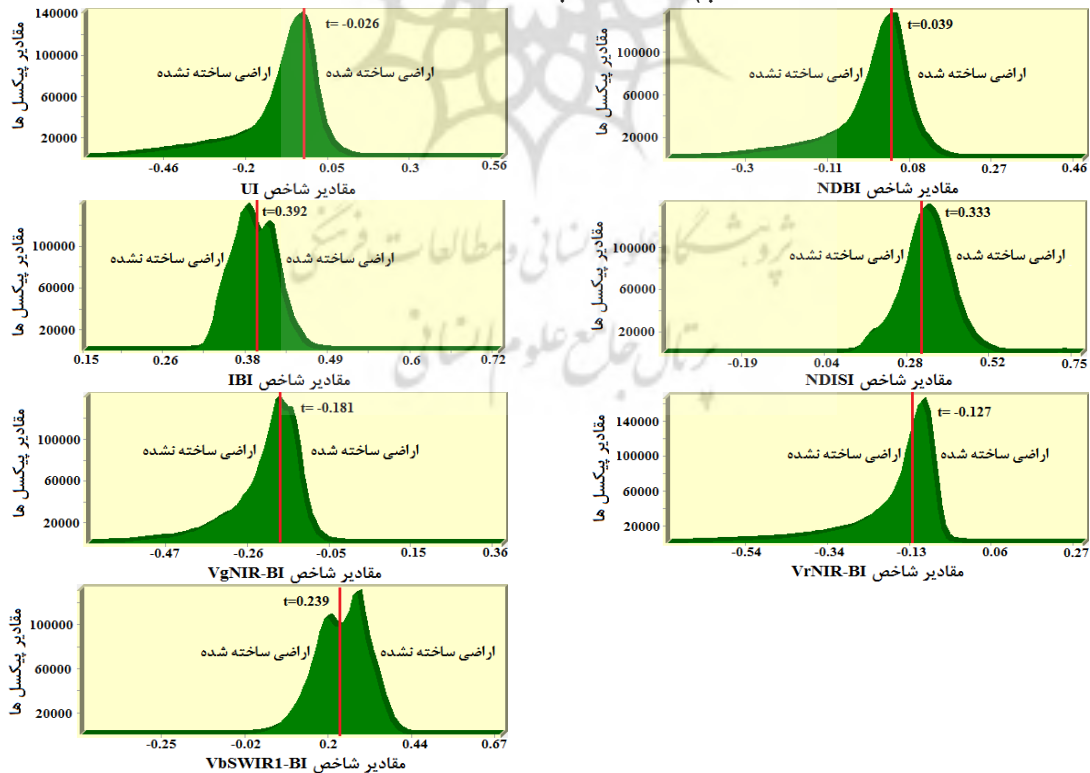 140000
100000
60000
20000
مقادیر پیکسل ها
t= -0.026
اراضی ساخته نشده
اراضی ساخته شده
-0.46
-0.2
0.05
0.3
0.56
مقادیر شاخص UI
100000
60000
20000
مقادیر پیکسل ها
t=0.039
اراضی ساخته نشده
اراضی ساخته شده
-0.3
-0.11
0.08
0.27
0.46
مقادیر شاخص NDBI
100000
60000
20000
مقادیر پیکسل ها
t=0.392
اراضی ساخته نشده
اراضی ساخته شده
0.15
0.26
0.38
0.49
0.6
0.72
مقادیر شاخص IBI
100000
60000
20000
مقادیر پیکسل ها
t=0.333
اراضی ساخته نشده
اراضی ساخته شده
-0.19
0.04
0.28
0.52
0.75
مقادیر شاخص NDISI
پژوهشگاه علوم انسانی و مطالعات فرهنگی
پرتال جامع علوم انسانی
100000
60000
20000
مقادیر پیکسل ها
t= -0.181
اراضی ساخته نشده
اراضی ساخته شده
-0.47
-0.26
-0.05
0.15
0.36
مقادیر شاخص VgNIR-BI
140000
100000
60000
20000
مقادیر پیکسل ها
t= -0.127
اراضی ساخته نشده
اراضی ساخته شده
-0.54
-0.34
-0.13
0.06
0.27
مقادیر شاخص VrNIR-BI
100000
60000
20000
مقادیر پیکسل ها
t=0.239
اراضی ساخته شده
اراضی ساخته نشده
-0.25
-0.02
0.2
0.44
0.67
مقادیر شاخص VbSWIR1-BI